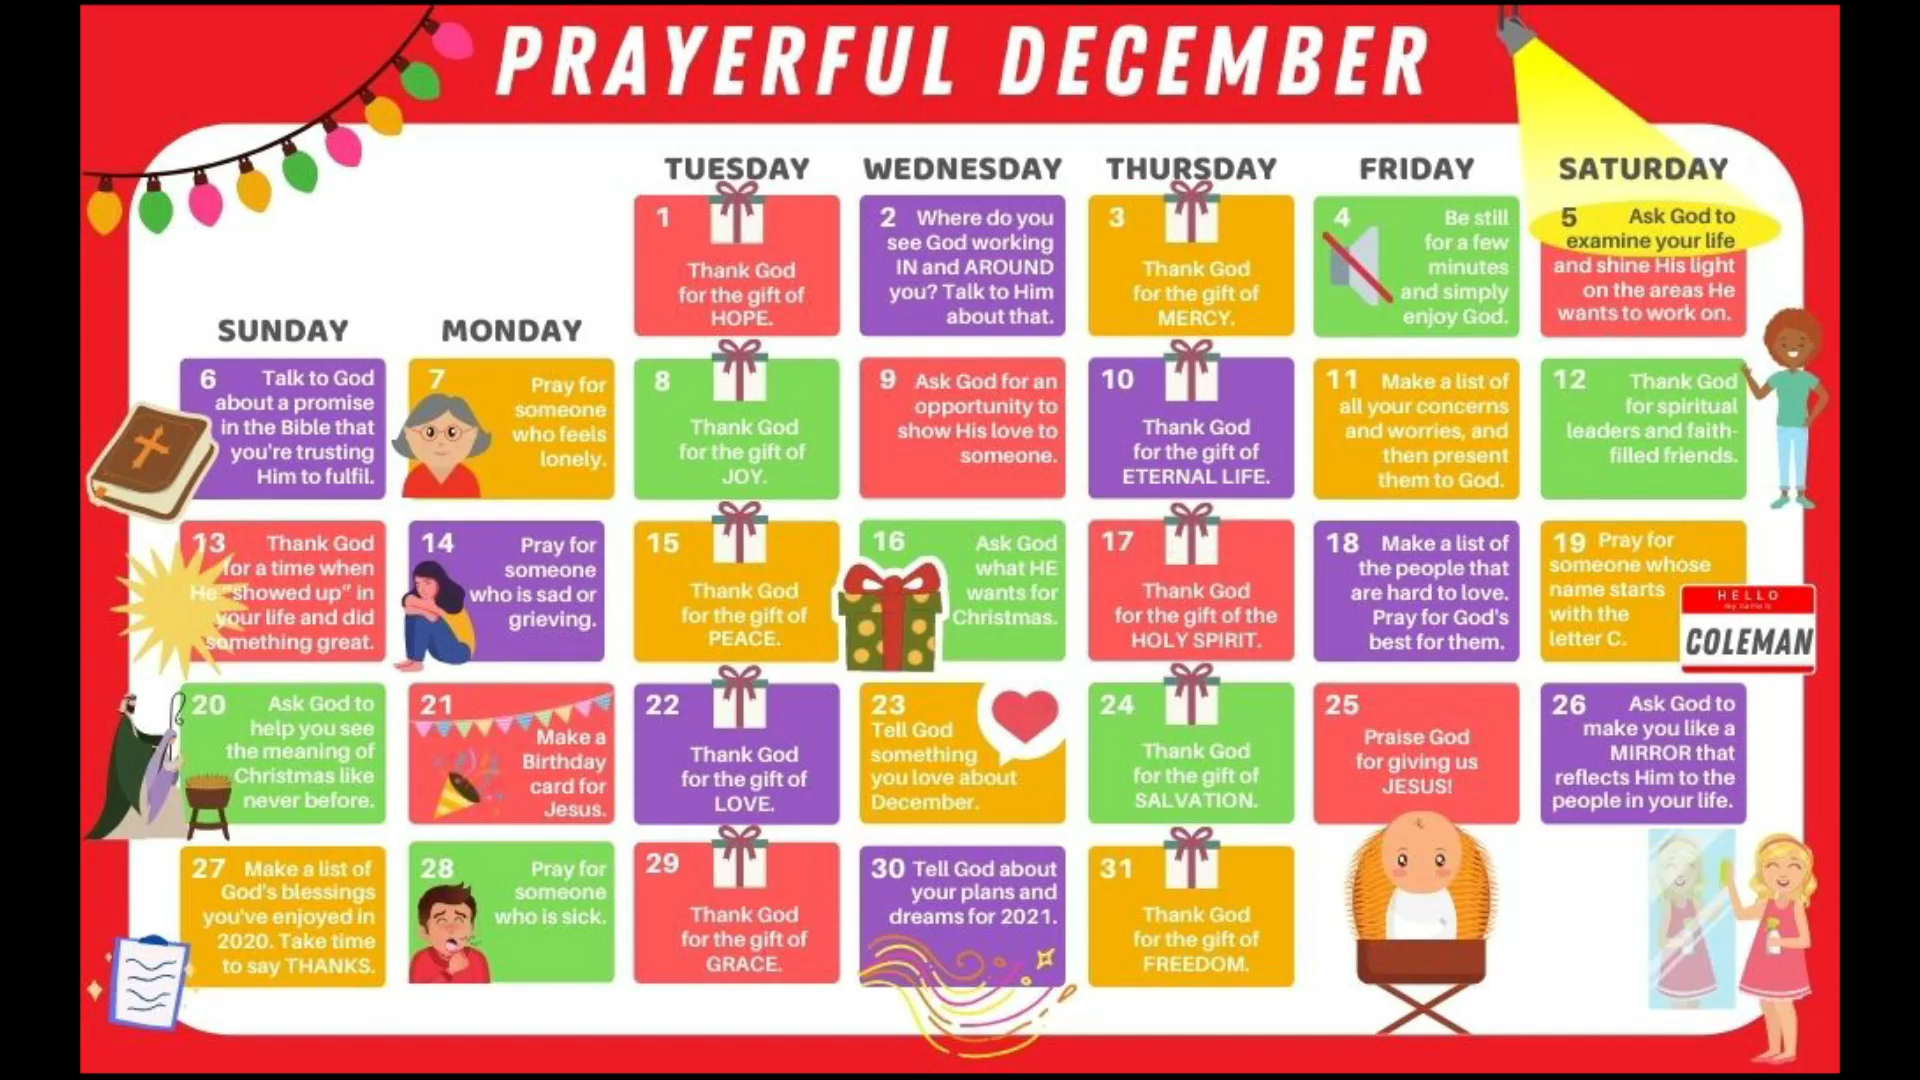 PRAYERFUL DECEMBER
TUESDAY
WEDNESDAY
THURSDAY
FRIDAY
SATURDAY
1
Thank God
for the gift of
HOPE.
2 Where do you
see God working
IN and AROUND
you? Talk to Him
about that.
3
Thank God
for the gift of
MERCY.
4 Be still
for a few
minutes
and simply
enjoy God.
5 Ask God to
examine your life
and shine His light
on the areas He
wants to work on.
SUNDAY
MONDAY
6 Talk to God
about a promise
in the Bible that
you're trusting
Him to fulfil.
7 Pray for
someone
who feels
lonely.
8
Thank God
for the gift of
JOY.
9 Ask God for an
opportunity to
show His love to
someone.
10
Thank God
for the gift of
ETERNAL LIFE.
11 Make a list of
all your concerns
and worries, and
then present
them to God.
12 Thank God
for spiritual
leaders and faith-
filled friends.
13 Thank God
for a time when
He "showed up" in
your life and did
something great.
14 Pray for
someone
who is sad or
grieving.
15
Thank God
for the gift of
PEACE.
16 Ask God
what HE
wants for
Christmas.
17
Thank God
for the gift of the
HOLY SPIRIT.
18 Make a list of
the people that
are hard to love.
Pray for God's
best for them.
19 Pray for
someone whose
name starts
with the
letter C.
HELLO
my name is
COLEMAN
20 Ask God to
help you see
the meaning of
Christmas like
never before.
21
Make a
Birthday
card for
Jesus.
22
Thank God
for the gift of
LOVE.
23
Tell God
something
you love about
December.
24
Thank God
for the gift of
SALVATION.
25
Praise God
for giving us
JESUS!
26 Ask God to
make you like a
MIRROR that
reflects Him to the
people in your life.
27 Make a list of
God's blessings
you've enjoyed in
2020. Take time
to say THANKS.
28 Pray for
someone
who is sick.
29
Thank God
for the gift of
GRACE.
30 Tell God about
your plans and
dreams for 2021.
31
Thank God
for the gift of
FREEDOM.